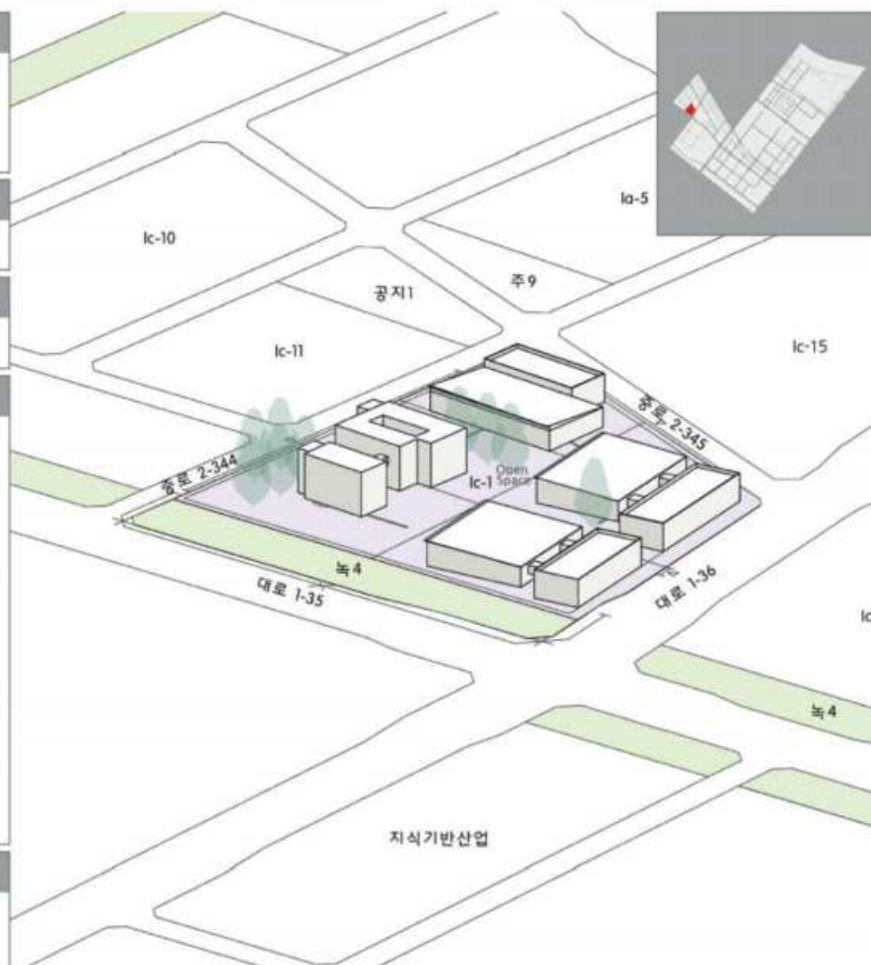 Ia-5
Ic-10
주9
공지1
Ic-11
Ic-15
중로 2-345
중로 2-344
Open
Space
Ic-1
녹4
대로 1-35
대로 1-36
녹4
지식기반산업